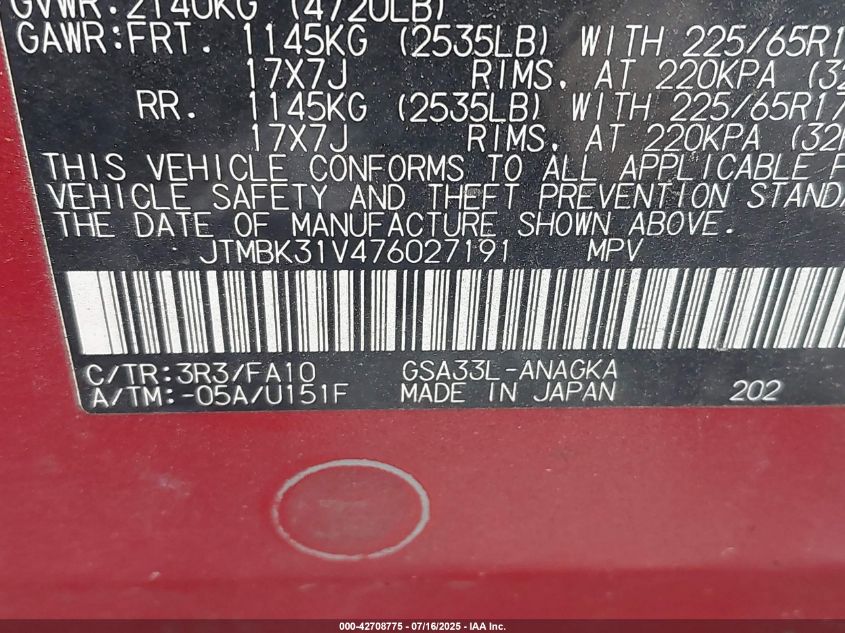 GVWR:2140KG (4720LB)
GAWR:FRT. 1145KG (2535LB) WITH 225/65R1
17X7J RIMS, AT 220KPA (32
RR. 1145KG (2535LB) WITH 225/65R17
17X7J RIMS, AT 220KPA (32
THIS VEHICLE CONFORMS TO ALL APPLICABLE F
VEHICLE SAFETY AND THEFT PREVENTION STANDA
THE DATE OF MANUFACTURE SHOWN ABOVE.
JTMBK31V476027191 MPV
C/TR:3R3/FA10 GSA33L-ANAGKA
A/TM:-05A/U151F MADE IN JAPAN 202
000-42708775 - 07/16/2025 - IAA Inc.